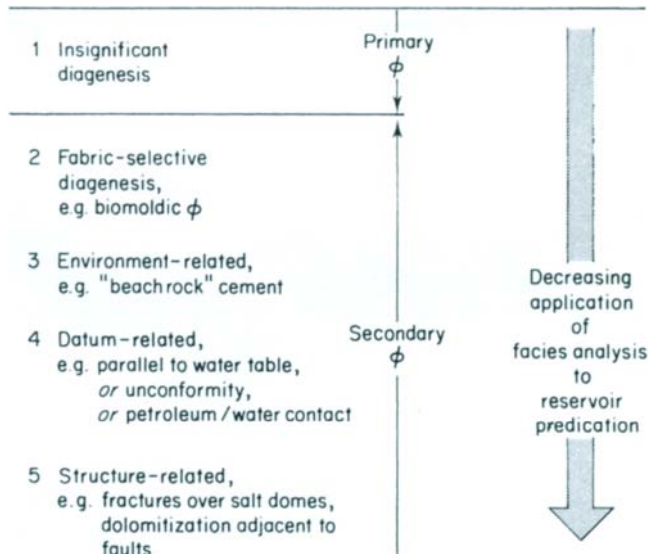 1 Insignificant
diagenesis
Primary
ϕ
2 Fabric-selective
diagenesis,
e.g. biomoldic ϕ
3 Environment-related,
e.g. "beachrock" cement
4 Datum-related,
e.g. parallel to water table,
or unconformity,
or petroleum/water contact
Secondary
ϕ
5 Structure-related,
e.g. fractures over salt domes,
dolomitization adjacent to
faults
Decreasing
application
of
facies analysis
to
reservoir
predication